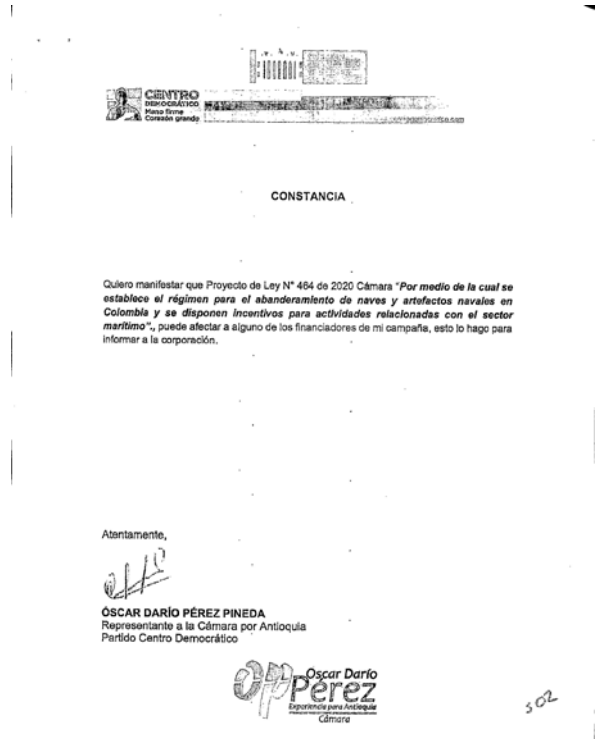 CENTRO
DEMOCRÁTICO
Mano firme
Corazón grande
CONSTANCIA
Quiero manifestar que Proyecto de Ley N° 464 de 2020 Cámara "Por medio de la cual se
establece el régimen para el abanderamiento de naves y artefactos navales en
Colombia y se disponen incentivos para actividades relacionadas con el sector
marítimo"., puede afectar a alguno de los financiadores de mi campaña, esto lo hago para
informar a la corporación.
Atentamente,
ÓSCAR DARÍO PÉREZ PINEDA
Representante a la Cámara por Antioquia
Partido Centro Democrático
Óscar Darío
Pérez
Experiencia para Antioquia
Cámara
502